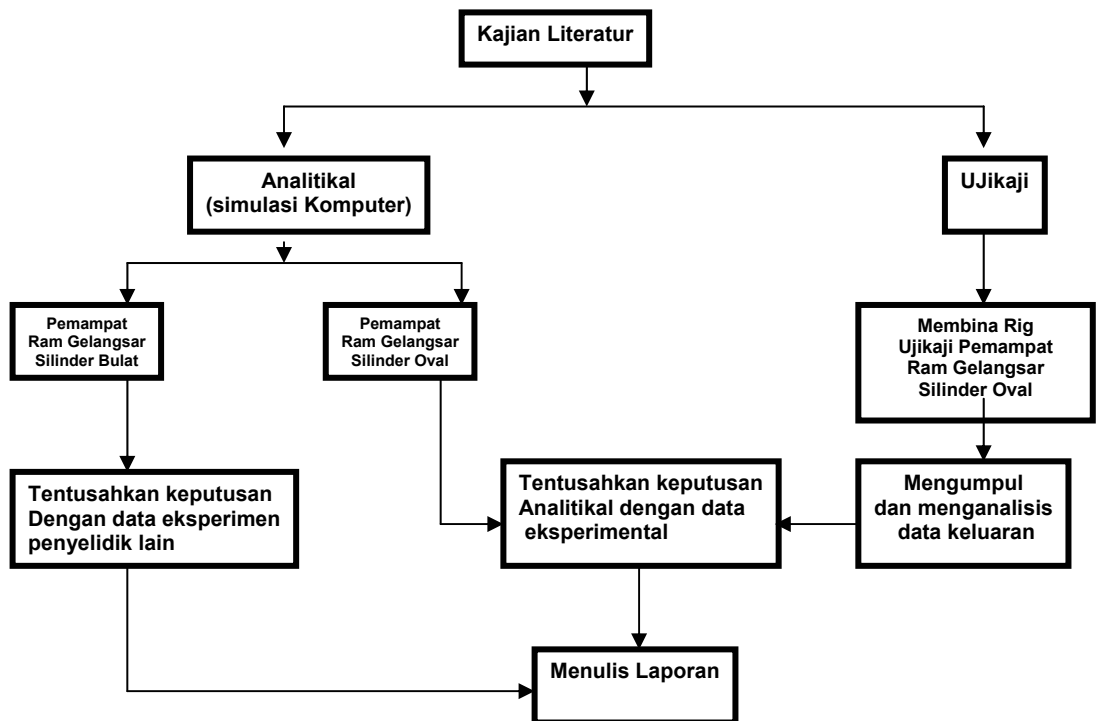 Kajian Literatur
Analitikal
(simulasi Komputer)
UJikaji
Pemampat
Ram Gelangsar
Silinder Bulat
Pemampat
Ram Gelangsar
Silinder Oval
Membina Rig
Ujikaji Pemampat
Ram Gelangsar
Silinder Oval
Tentusahkan keputusan
Dengan data eksperimen
penyelidik lain
Tentusahkan keputusan
Analitikal dengan data
eksperimental
Mengumpul
dan menganalisis
data keluaran
Menulis Laporan